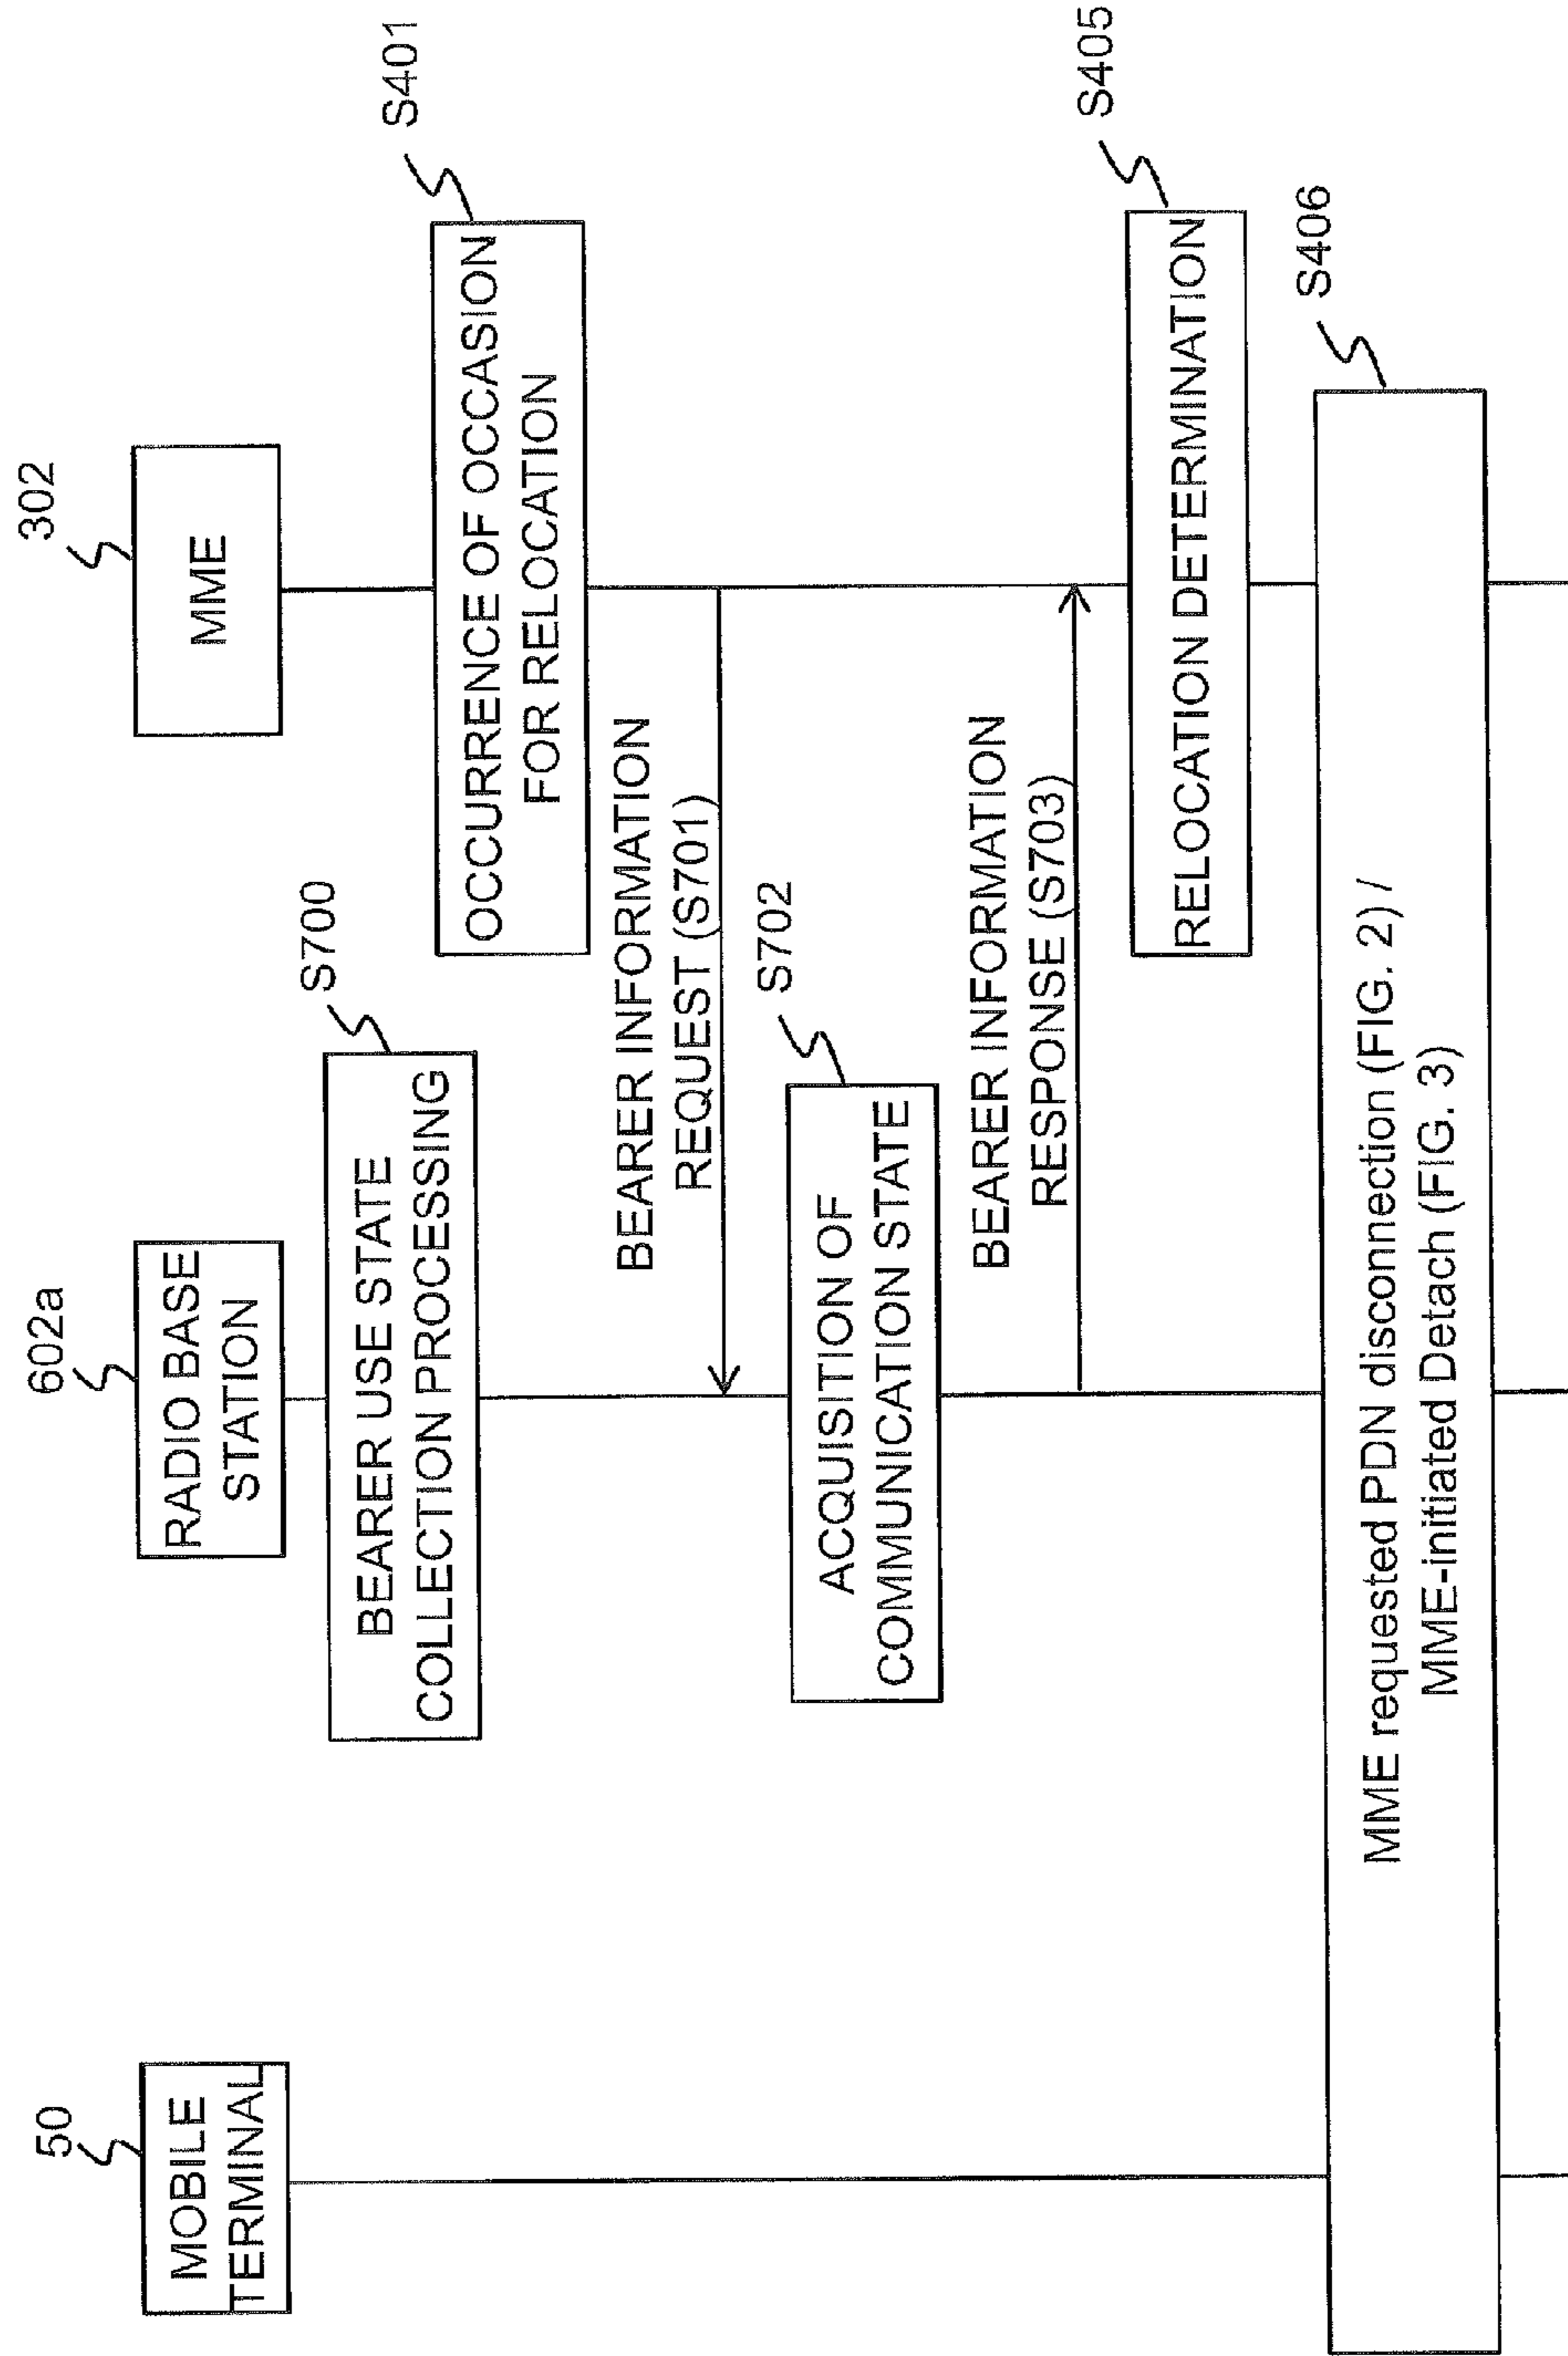 50
MOBILE
TERMINAL
602a
RADIO BASE
STATION
302
MME
S700
BEARER USE STATE
COLLECTION PROCESSING
S401
OCCURRENCE OF OCCASION
FOR RELOCATION
BEARER INFORMATION
REQUEST (S701)
S702
ACQUISITION OF
COMMUNICATION STATE
BEARER INFORMATION
RESPONSE (S703)
S405
RELOCATION DETERMINATION
S406
MME requested PDN disconnection (FIG. 2) /
MME-initiated Detach (FIG. 3)